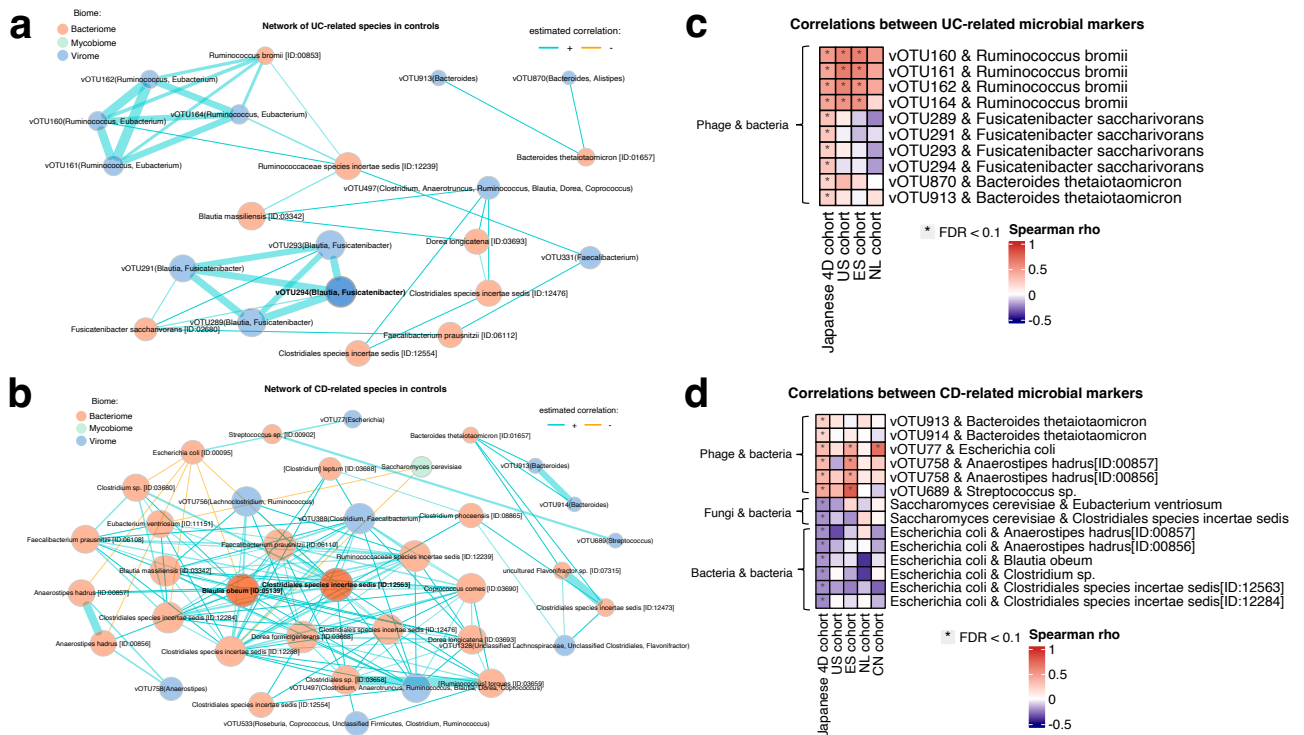 a
Biome:
Bacteriome
Mycobiome
Virome
Network of UC-related species in controls
estimated correlation:
+ -
Ruminococcus bromii [ID:00853]
vOTU162(Ruminococcus, Eubacterium)
vOTU913(Bacteroides)
vOTU870(Bacteroides, Alistipes)
vOTU164(Ruminococcus, Eubacterium)
vOTU160(Ruminococcus, Eubacterium)
vOTU161(Ruminococcus, Eubacterium)
Bacteroides thetaiotaomicron [ID:01657]
Ruminococcaceae species incertae sedis [ID:12239]
vOTU497(Clostridium, Anaerotruncus, Ruminococcus, Blautia, Dorea, Coprococcus)
Blautia massiliensis [ID:03342]
Dorea longicatena [ID:03693]
vOTU293(Blautia, Fusicatenibacter)
vOTU331(Faecalibacterium)
vOTU291(Blautia, Fusicatenibacter)
vOTU294(Blautia, Fusicatenibacter)
Clostridiales species incertae sedis [ID:12476]
vOTU289(Blautia, Fusicatenibacter)
Fusicatenibacter saccharivorans [ID:02680]
Faecalibacterium prausnitzii [ID:06112]
Clostridiales species incertae sedis [ID:12554]
b
Network of CD-related species in controls
Biome:
Bacteriome
Mycobiome
Virome
estimated correlation:
+ -
vOTU77(Escherichia)
Streptococcus sp. [ID:00902]
Bacteroides thetaiotaomicron [ID:01657]
Escherichia coli [ID:00095]
[Clostridium] leptum [ID:03688]
Saccharomyces cerevisiae
vOTU913(Bacteroides)
Clostridium sp. [ID:03680]
vOTU756(Lachnoclostridium, Ruminococcus)
vOTU914(Bacteroides)
Eubacterium ventriosum [ID:11151]
vOTU388(Clostridium, Faecalibacterium)
Clostridium phoceensis [ID:08865]
Faecalibacterium prausnitzii [ID:06108]
Faecalibacterium prausnitzii [ID:06110]
vOTU689(Streptococcus)
Ruminococcaceae species incertae sedis [ID:12239]
Blautia massiliensis [ID:03342]
uncultured Flavonifractor sp. [ID:07315]
Clostridiales species incertae sedis [ID:12563]
Blautia obeum [ID:05139]
Anaerostipes hadrus [ID:00857]
Coprococcus comes [ID:03690]
Clostridiales species incertae sedis [ID:12473]
Clostridiales species incertae sedis [ID:12284]
Clostridiales species incertae sedis [ID:12476]
Dorea formicigenerans [ID:03668]
Dorea longicatena [ID:03693]
Anaerostipes hadrus [ID:00856]
vOTU1328(Unclassified Lachnospiraceae, Unclassified Clostridiales, Flavonifractor)
Clostridiales species incertae sedis [ID:12288]
Clostridiales sp. [ID:03658]
[Ruminococcus] torques [ID:03659]
vOTU758(Anaerostipes)
vOTU497(Clostridium, Anaerotruncus, Ruminococcus, Blautia, Dorea, Coprococcus)
Clostridiales species incertae sedis [ID:12554]
vOTU533(Roseburia, Coprococcus, Unclassified Firmicutes, Clostridium, Ruminococcus)
c
Correlations between UC-related microbial markers
Phage & bacteria
vOTU160 & Ruminococcus bromii
vOTU161 & Ruminococcus bromii
vOTU162 & Ruminococcus bromii
vOTU164 & Ruminococcus bromii
vOTU289 & Fusicatenibacter saccharivorans
vOTU291 & Fusicatenibacter saccharivorans
vOTU293 & Fusicatenibacter saccharivorans
vOTU294 & Fusicatenibacter saccharivorans
vOTU870 & Bacteroides thetaiotaomicron
vOTU913 & Bacteroides thetaiotaomicron
Japanese 4D cohort
US cohort
ES cohort
NL cohort
* FDR < 0.1
Spearman rho
1
0.5
0
-0.5
d
Correlations between CD-related microbial markers
Phage & bacteria
vOTU913 & Bacteroides thetaiotaomicron
vOTU914 & Bacteroides thetaiotaomicron
vOTU77 & Escherichia coli
vOTU758 & Anaerostipes hadrus[ID:00857]
vOTU758 & Anaerostipes hadrus[ID:00856]
vOTU689 & Streptococcus sp.
Fungi & bacteria
Saccharomyces cerevisiae & Eubacterium ventriosum
Saccharomyces cerevisiae & Clostridiales species incertae sedis
Bacteria & bacteria
Escherichia coli & Anaerostipes hadrus[ID:00857]
Escherichia coli & Anaerostipes hadrus[ID:00856]
Escherichia coli & Blautia obeum
Escherichia coli & Clostridium sp.
Escherichia coli & Clostridiales species incertae sedis[ID:12563]
Escherichia coli & Clostridiales species incertae sedis[ID:12284]
Japanese 4D cohort
US cohort
ES cohort
NL cohort
CN cohort
* FDR < 0.1
Spearman rho
1
0.5
0
-0.5